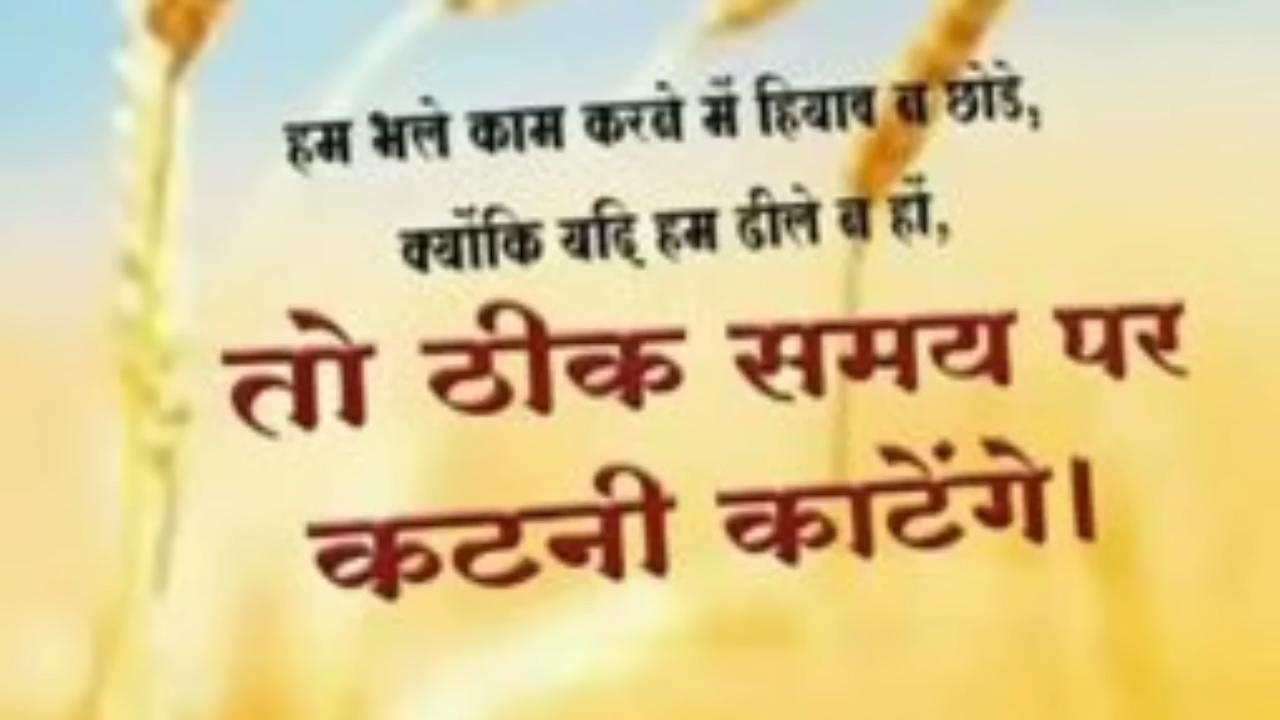 हम भले काम करने में हियाव न छोडे,
क्योंकि यदि हम ढीले न हों,
तो ठीक समय पर
कटनी काटेंगे।